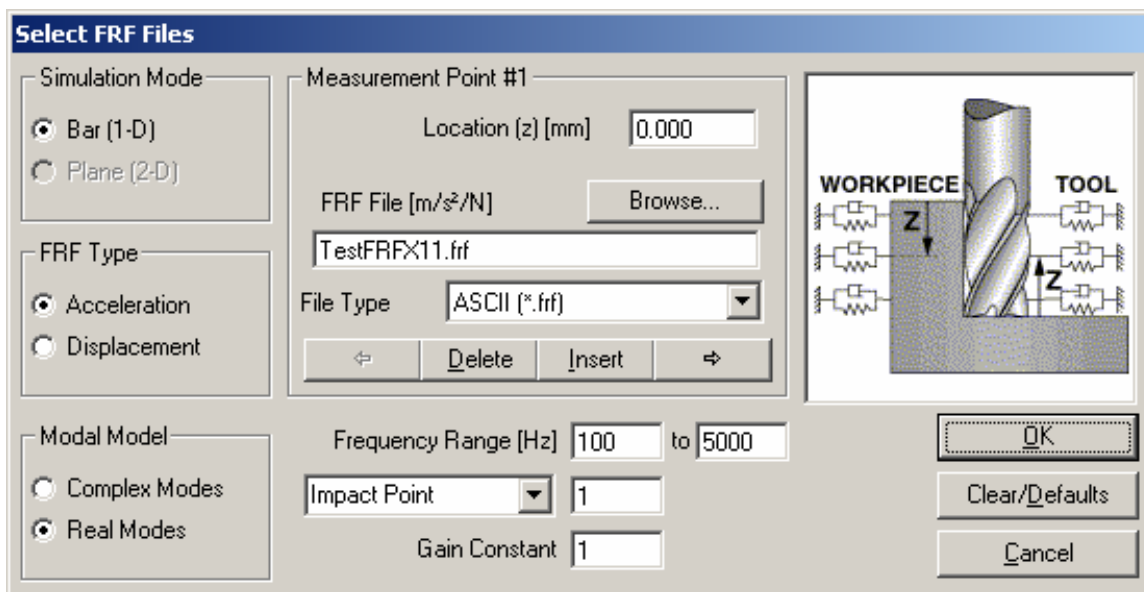 Select FRF Files
Simulation Mode
Bar (1-D)
Plane (2-D)
FRF Type
Acceleration
Displacement
Modal Model
Complex Modes
Real Modes
Measurement Point #1
Location (z) [mm] 0.000
FRF File [m/s²/N] Browse...
TestFRFX11.frf
File Type ASCII (*.frf)
Delete Insert
Frequency Range [Hz] 100 to 5000
Impact Point 1
Gain Constant 1
WORKPIECE TOOL
Z
Z
OK
Clear/Defaults
Cancel